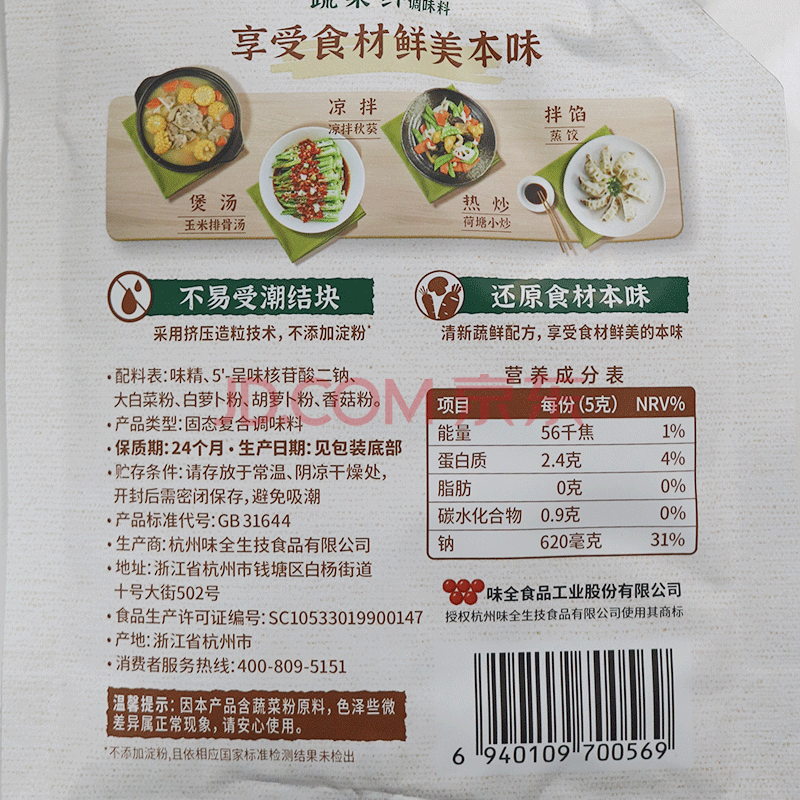 调味料
享受食材鲜美本味
凉拌
凉拌秋葵
拌馅
蒸饺
煲汤
玉米排骨汤
热炒
荷塘小炒
不易受潮结块
采用挤压造粒技术，不添加淀粉*
还原食材本味
清新蔬鲜配方，享受食材鲜美的本味
·配料表：味精、5'-呈味核苷酸二钠、
大白菜粉、白萝卜粉、胡萝卜粉、香菇粉。
·产品类型：固态复合调味料
·保质期：24个月·生产日期：见包装底部
·贮存条件：请存放于常温、阴凉干燥处，
开封后需密闭保存，避免吸潮
·产品标准代号：GB 31644
·生产商：杭州味全生技食品有限公司
·地址：浙江省杭州市钱塘区白杨街道
十号大街502号
·食品生产许可证编号：SC10533019900147
·产地：浙江省杭州市
·消费者服务热线：400-809-5151
温馨提示：因本产品含蔬菜粉原料，色泽些微
差异属正常现象，请安心使用。
*不添加淀粉，且依相应国家标准检测结果未检出
营养成分表
项目 每份（5克） NRV%
能量 56千焦 1%
蛋白质 2.4克 4%
脂肪 0克 0%
碳水化合物 0.9克 0%
钠 620毫克 31%
味全食品工业股份有限公司
授权杭州味全生技食品有限公司使用其商标
6 940109 700569
JD.COM 京东